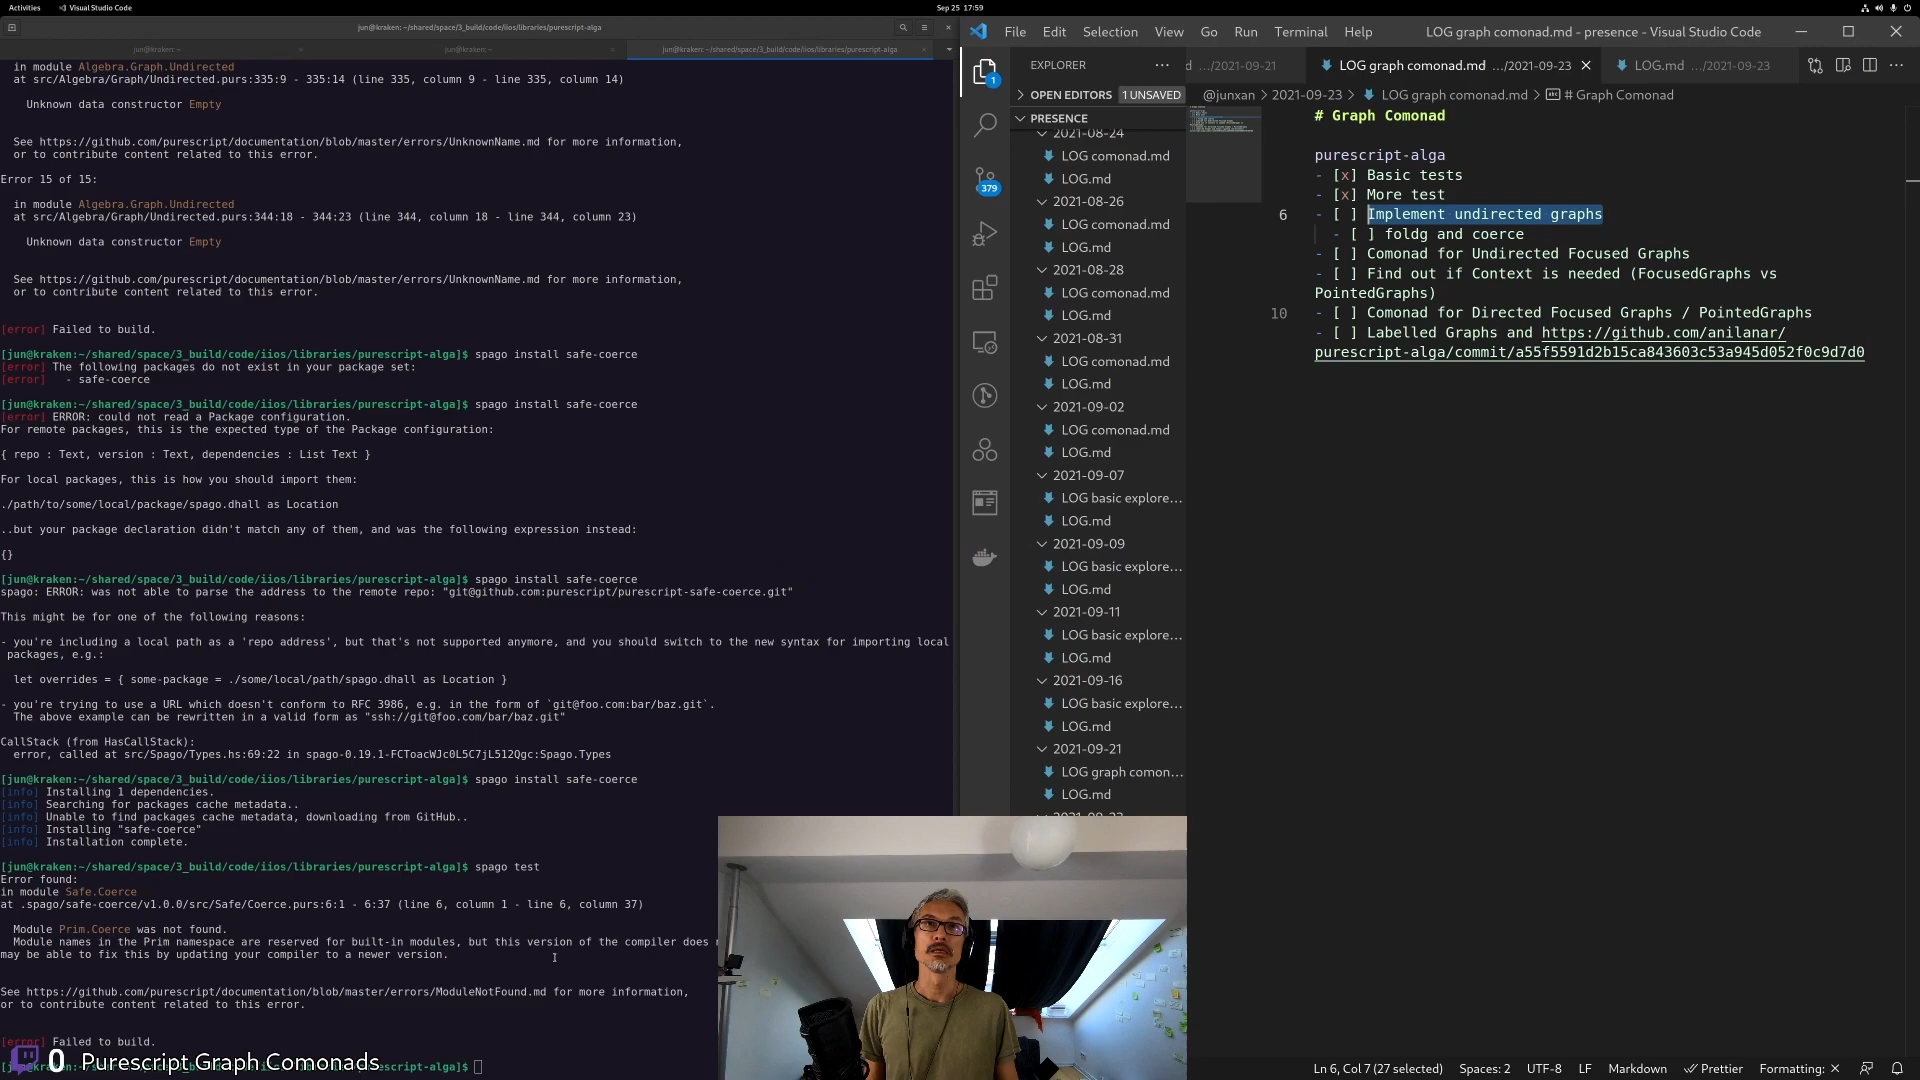 Activities
Visual Studio Code
Sep 25 17:59
jun@kraken:~/shared/space/3_build/code/iios/libraries/purescript-alga
jun@kraken:~
jun@kraken:~
jun@kraken:~/shared/space/3_build/code/iios/libraries/purescript-alga
in module Algebra.Graph.Undirected
at src/Algebra/Graph/Undirected.purs:335:9 - 335:14 (line 335, column 9 - line 335, column 14)
Unknown data constructor Empty
See https://github.com/purescript/documentation/blob/master/errors/UnknownName.md for more information,
or to contribute content related to this error.
Error 15 of 15:
in module Algebra.Graph.Undirected
at src/Algebra/Graph/Undirected.purs:344:18 - 344:23 (line 344, column 18 - line 344, column 23)
Unknown data constructor Empty
See https://github.com/purescript/documentation/blob/master/errors/UnknownName.md for more information,
or to contribute content related to this error.
[error] Failed to build.
[jun@kraken:~/shared/space/3_build/code/iios/libraries/purescript-alga]$ spago install safe-coerce
[error] The following packages do not exist in your package set:
[error]   - safe-coerce
[jun@kraken:~/shared/space/3_build/code/iios/libraries/purescript-alga]$ spago install safe-coerce
[error] ERROR: could not read a Package configuration.
For remote packages, this is the expected type of the Package configuration:
{ repo : Text, version : Text, dependencies : List Text }
For local packages, this is how you should import them:
./path/to/some/local/package/spago.dhall as Location
..but your package declaration didn't match any of them, and was the following expression instead:
{}
[jun@kraken:~/shared/space/3_build/code/iios/libraries/purescript-alga]$ spago install safe-coerce
spago: ERROR: was not able to parse the address to the remote repo: "git@github.com:purescript/purescript-safe-coerce.git"
This might be for one of the following reasons:
- you're including a local path as a 'repo address', but that's not supported anymore, and you should switch to the new syntax for importing local
packages, e.g.:
let overrides = { some-package = ./some/local/path/spago.dhall as Location }
- you're trying to use a URL which doesn't conform to RFC 3986, e.g. in the form of `git@foo.com:bar/baz.git`.
The above example can be rewritten in a valid form as "ssh://git@foo.com/bar/baz.git"
CallStack (from HasCallStack):
error, called at src/Spago/Types.hs:69:22 in spago-0.19.1-FCToacWJc0L5C7jL512Qgc:Spago.Types
[jun@kraken:~/shared/space/3_build/code/iios/libraries/purescript-alga]$ spago install safe-coerce
[info] Installing 1 dependencies.
[info] Searching for packages cache metadata..
[info] Unable to find packages cache metadata, downloading from GitHub..
[info] Installing "safe-coerce"
[info] Installation complete.
[jun@kraken:~/shared/space/3_build/code/iios/libraries/purescript-alga]$ spago test
Error found:
in module Safe.Coerce
at .spago/safe-coerce/v1.0.0/src/Safe/Coerce.purs:6:1 - 6:37 (line 6, column 1 - line 6, column 37)
Module Prim.Coerce was not found.
Module names in the Prim namespace are reserved for built-in modules, but this version of the compiler does
may be able to fix this by updating your compiler to a newer version.
See https://github.com/purescript/documentation/blob/master/errors/ModuleNotFound.md for more information,
or to contribute content related to this error.
[error] Failed to build.
0 Purescript Graph Comonads
File Edit Selection View Go Run Terminal Help
LOG graph comonad.md - presence - Visual Studio Code
EXPLORER
OPEN EDITORS 1 UNSAVED
PRESENCE
1
379
2021-08-24
LOG comonad.md
LOG.md
2021-08-26
LOG comonad.md
LOG.md
2021-08-28
LOG comonad.md
LOG.md
2021-08-31
LOG comonad.md
LOG.md
2021-09-02
LOG comonad.md
LOG.md
2021-09-07
LOG basic explore...
LOG.md
2021-09-09
LOG basic explore...
LOG.md
2021-09-11
LOG basic explore...
LOG.md
2021-09-16
LOG basic explore...
LOG.md
2021-09-21
LOG graph comon...
LOG.md
d .../2021-09-21
LOG graph comonad.md .../2021-09-23
LOG.md .../2021-09-23
@junxan > 2021-09-23 > LOG graph comonad.md > # Graph Comonad
# Graph Comonad
purescript-alga
- [x] Basic tests
- [x] More test
6 - [ ] Implement undirected graphs
- [ ] foldg and coerce
- [ ] Comonad for Undirected Focused Graphs
- [ ] Find out if Context is needed (FocusedGraphs vs
PointedGraphs)
10 - [ ] Comonad for Directed Focused Graphs / PointedGraphs
- [ ] Labelled Graphs and https://github.com/anilanar/
purescript-alga/commit/a55f5591d2b15ca843603c53a945d052f0c9d7d0
Ln 6, Col 7 (27 selected)
Spaces: 2
UTF-8
LF
Markdown
Prettier
Formatting: ×